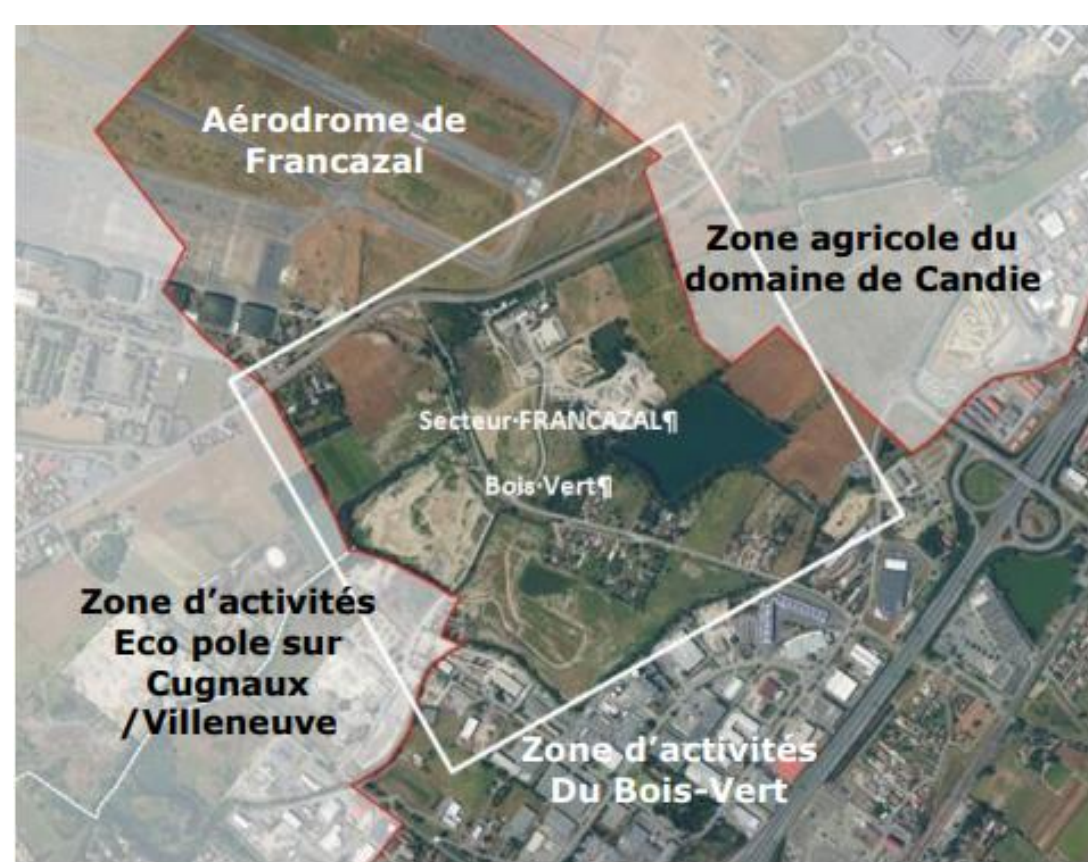 Aérodrome de
Francazal
Zone agricole du
domaine de Candie
Secteur·FRANCAZAL¶
Bois·Vert¶
Zone d'activités
Eco pole sur
Cugnaux
/Villeneuve
Zone d'activités
Du Bois-Vert